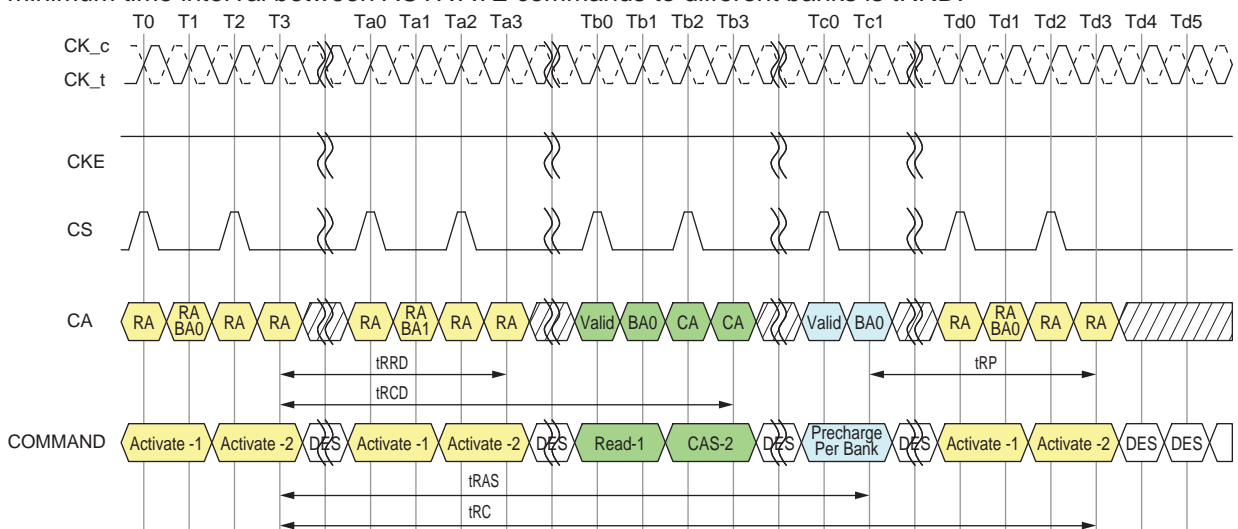 minimum time interval between ACTIVATE commands to different banks is tRRD.
T0 T1 T2 T3 Ta0 Ta1 Ta2 Ta3 Tb0 Tb1 Tb2 Tb3 Tc0 Tc1 Td0 Td1 Td2 Td3 Td4 Td5
CK_c
CK_t
CKE
CS
CA RA RA BA0 RA RA RA RA BA1 RA RA Valid BA0 CA CA Valid BA0 RA RA BA0 RA RA
tRRD tRP
tRCD
COMMAND Activate -1 Activate -2 DES Activate -1 Activate -2 DES Read-1 CAS-2 DES Precharge Per Bank DES Activate -1 Activate -2 DES DES
tRAS
tRC